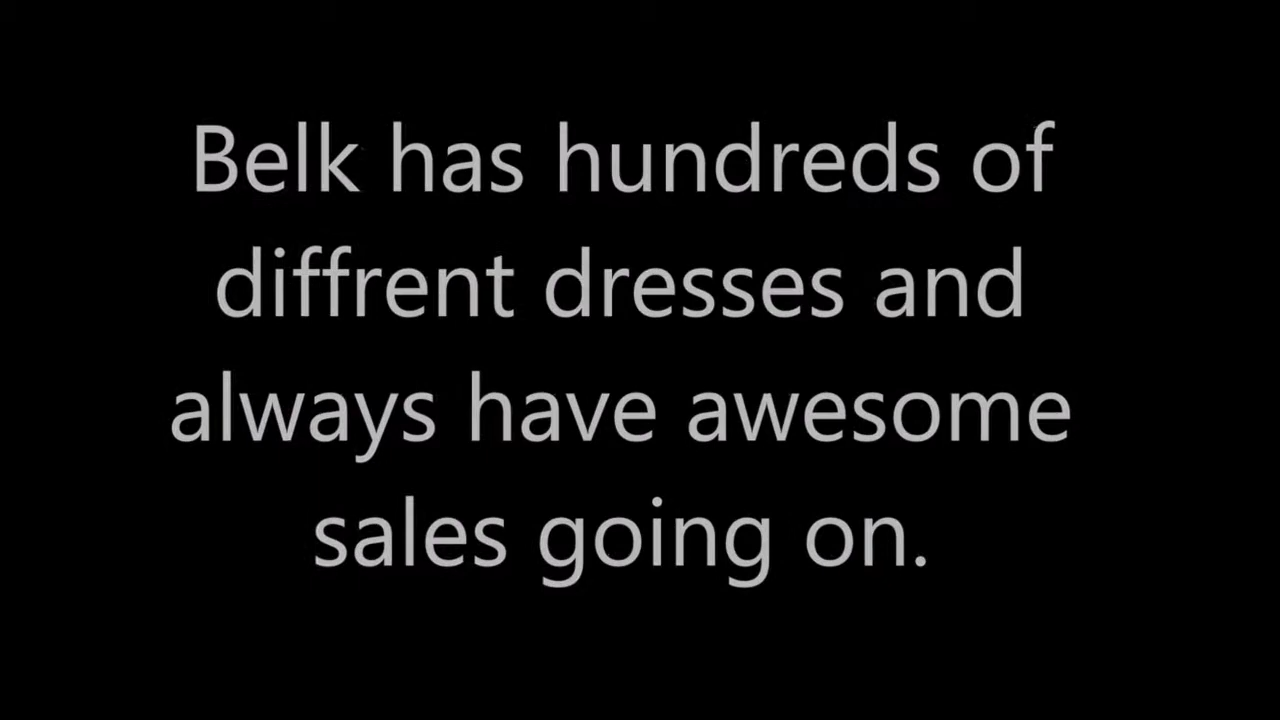 Belk has hundreds of
diffrent dresses and
always have awesome
sales going on.